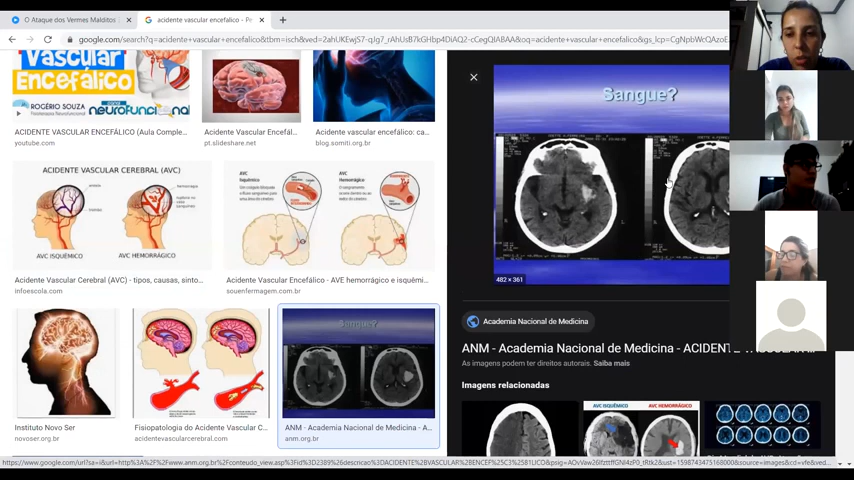 O Ataque dos Vermes Malditos
acidente vascular encefalico - Pe
google.com/search?q=acidente+vascular+encefalico&tbm=isch&ved=2ahUKEwjS7-qJg7_rAhUsB7kGHbp4DiAQ2-cCegQIABAA&oq=acidente+vascular+encefalico&gs_lcp=CgNpbWcQAzoE
Vascular
Encefálico
ROGÉRIO SOUZA
neurofuncional
ACIDENTE VASCULAR ENCEFÁLICO (Aula Comple...
youtube.com
Acidente Vascular Encefál...
pt.slideshare.net
Acidente vascular encefálico: ca...
blog.somiti.org.br
ACIDENTE VASCULAR CEREBRAL (AVC)
AVC ISQUÊMICO
AVC HEMORRÁGICO
Acidente Vascular Cerebral (AVC) - tipos, causas, sinto...
infoescola.com
AVC
Isquêmico
AVC
Hemorrágico
Acidente Vascular Encefálico - AVE hemorrágico e isquêmi...
souenfermagem.com.br
Instituto Novo Ser
novoser.org.br
Fisiopatologia do Acidente Vascular C...
acidentevascularcerebral.com
Sangue?
ANM - Academia Nacional de Medicina - A...
anm.org.br
Sangue?
482 × 361
Academia Nacional de Medicina
ANM - Academia Nacional de Medicina - ACIDENTE
As imagens podem ter direitos autorais. Saiba mais
Imagens relacionadas
AVC ISQUÊMICO
AVC HEMORRÁGICO